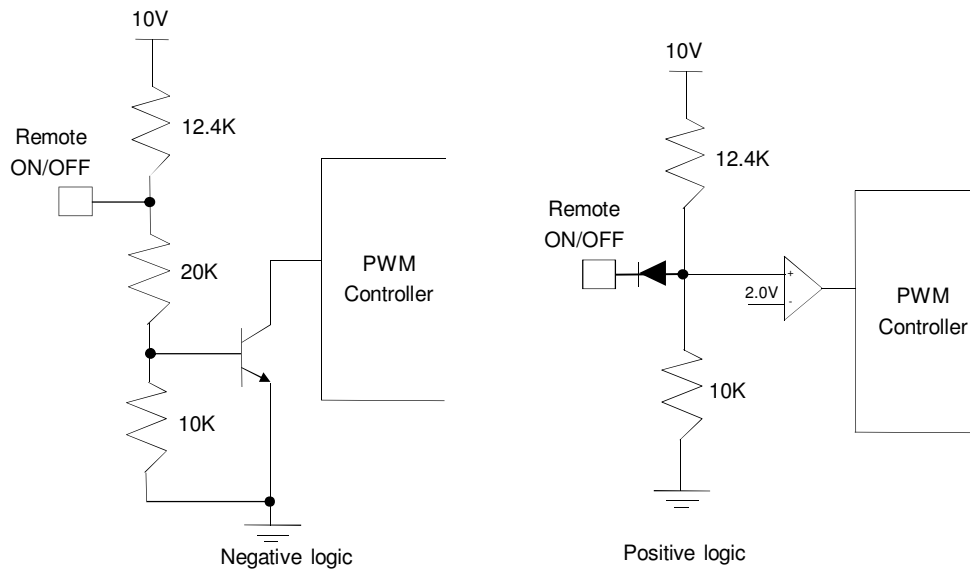 10V
12.4K
Remote
ON/OFF
20K
PWM
Controller
10K
Negative logic
10V
12.4K
Remote
ON/OFF
+
2.0V
-
PWM
Controller
10K
Positive logic